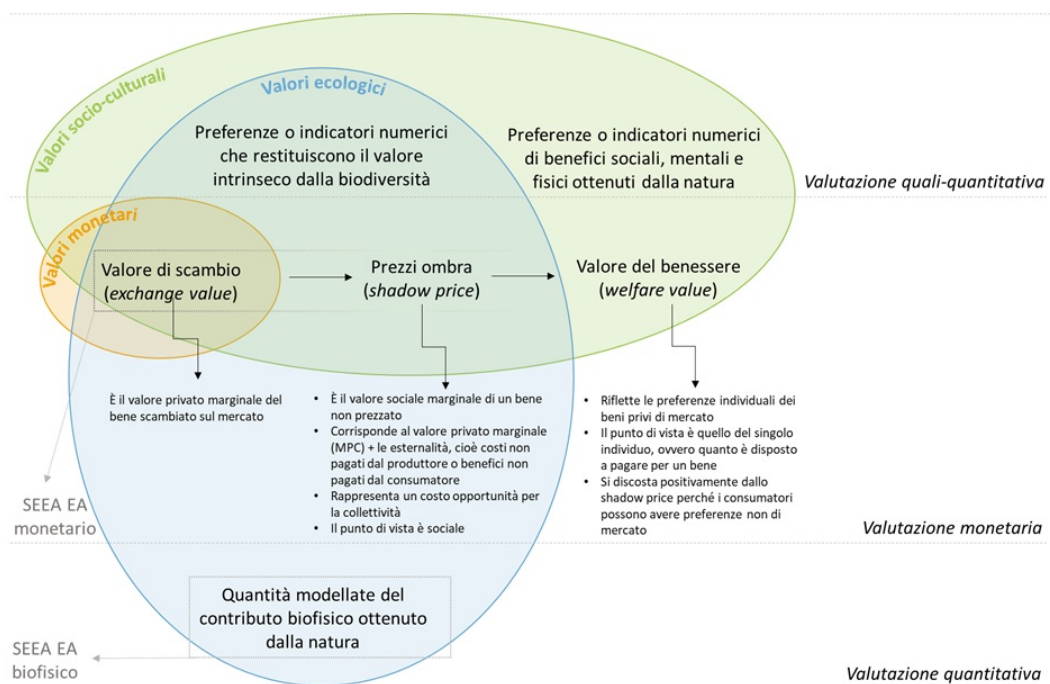 Valori socio-culturali
Valori ecologici
Preferenze o indicatori numerici
che restituiscono il valore
intrinseco dalla biodiversità
Preferenze o indicatori numerici
di benefici sociali, mentali e
fisici ottenuti dalla natura
Valutazione quali-quantitativa
Valori monetari
Valore di scambio
(exchange value)
Prezzi ombra
(shadow price)
Valore del benessere
(welfare value)
È il valore privato marginale del
bene scambiato sul mercato
• È il valore sociale marginale di un bene
non prezzato
• Corrisponde al valore privato marginale
(MPC) + le esternalità, cioè costi non
pagati dal produttore o benefici non
pagati dal consumatore
• Rappresenta un costo opportunità per
la collettività
• Il punto di vista è sociale
• Riflette le preferenze individuali dei
beni privi di mercato
• Il punto di vista è quello del singolo
individuo, ovvero quanto è disposto
a pagare per un bene
• Si discosta positivamente dallo
shadow price perché i consumatori
possono avere preferenze non di
mercato
SEEA EA
monetario
Valutazione monetaria
Quantità modellate del
contributo biofisico ottenuto
dalla natura
SEEA EA
biofisico
Valutazione quantitativa